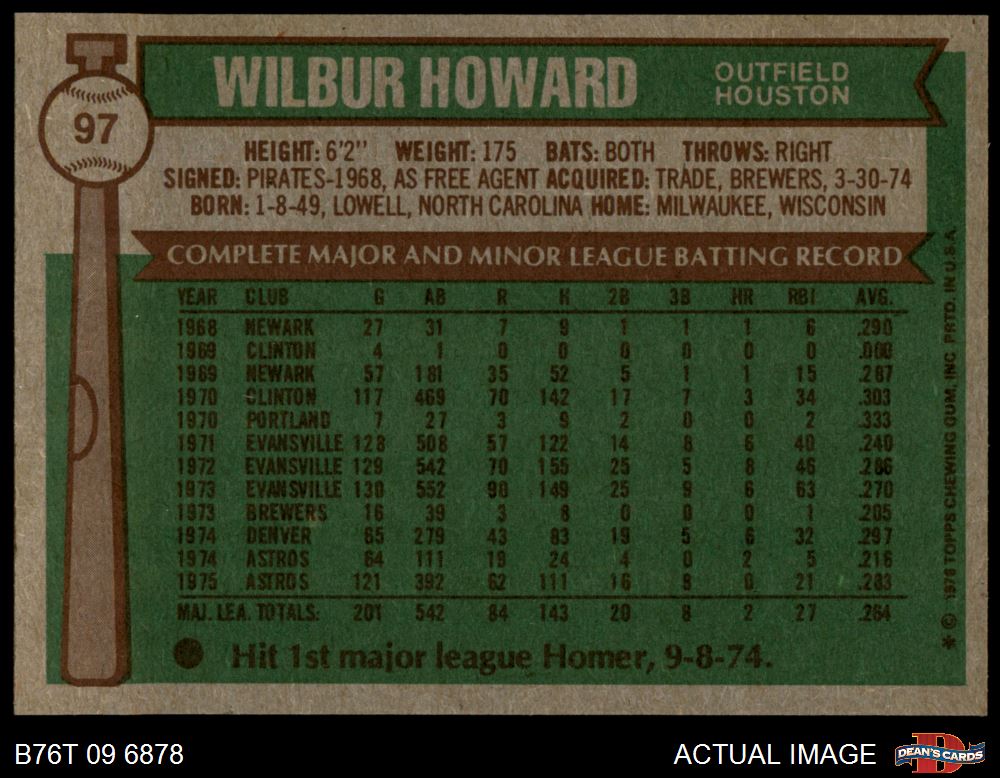 97
WILBUR HOWARD
OUTFIELD
HOUSTON
HEIGHT: 6'2" WEIGHT: 175 BATS: BOTH THROWS: RIGHT
SIGNED: PIRATES-1968, AS FREE AGENT ACQUIRED: TRADE, BREWERS, 3-30-74
BORN: 1-8-49, LOWELL, NORTH CAROLINA HOME: MILWAUKEE, WISCONSIN
COMPLETE MAJOR AND MINOR LEAGUE BATTING RECORD
YEAR CLUB G AB R H 2B 3B HR RBI AVG.
1968 NEWARK 27 31 7 9 1 1 1 6 .290
1969 CLINTON 4 1 0 0 0 0 0 0 .000
1969 NEWARK 57 181 35 52 5 1 1 15 .287
1970 CLINTON 117 469 70 142 17 7 3 34 .303
1970 PORTLAND 7 27 3 9 2 0 0 2 .333
1971 EVANSVILLE 128 508 57 122 14 8 6 40 .240
1972 EVANSVILLE 129 542 70 155 25 5 8 46 .286
1973 EVANSVILLE 130 552 90 149 25 9 6 63 .270
1973 BREWERS 16 39 3 8 0 0 0 1 .205
1974 DENVER 65 279 43 83 19 5 6 32 .297
1974 ASTROS 64 111 19 24 4 0 2 5 .216
1975 ASTROS 121 392 62 111 16 8 0 21 .283
MAJ. LEA. TOTALS: 201 542 84 143 20 8 2 27 .264
Hit 1st major league Homer, 9-8-74.
* © 1976 TOPPS CHEWING GUM, INC PRTD. IN U.S.A.
B76T 09 6878
ACTUAL IMAGE
D
DEAN'S CARDS